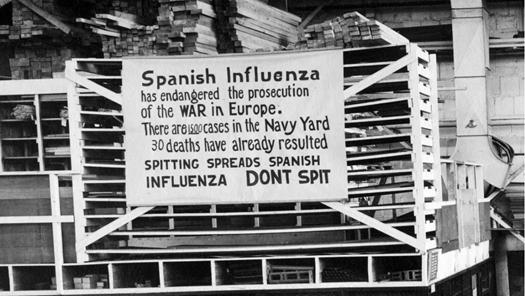 Spanish Influenza
has endangered the prosecution
of the WAR in Europe.
There are 1500 cases in the Navy Yard
30 deaths have already resulted
SPITTING SPREADS SPANISH
INFLUENZA DONT SPIT